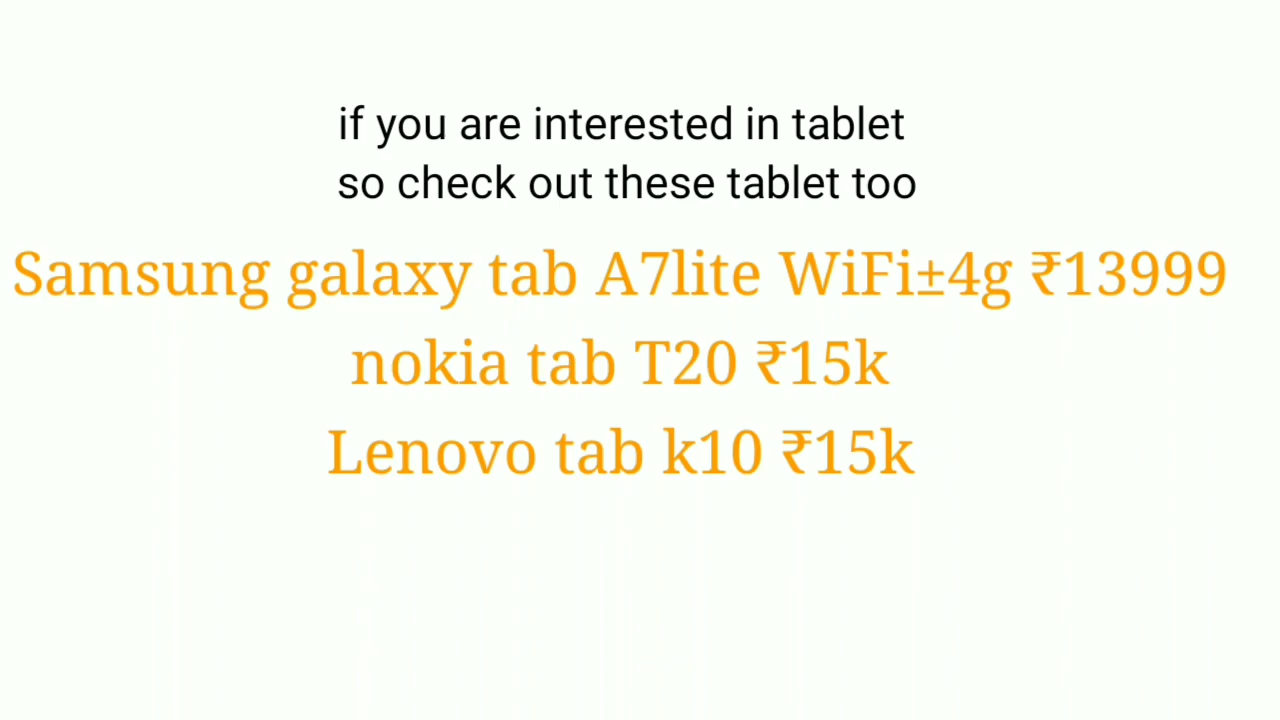 if you are interested in tablet
so check out these tablet too
Samsung galaxy tab A7lite WiFi±4g ₹13999
nokia tab T20 ₹15k
Lenovo tab k10 ₹15k